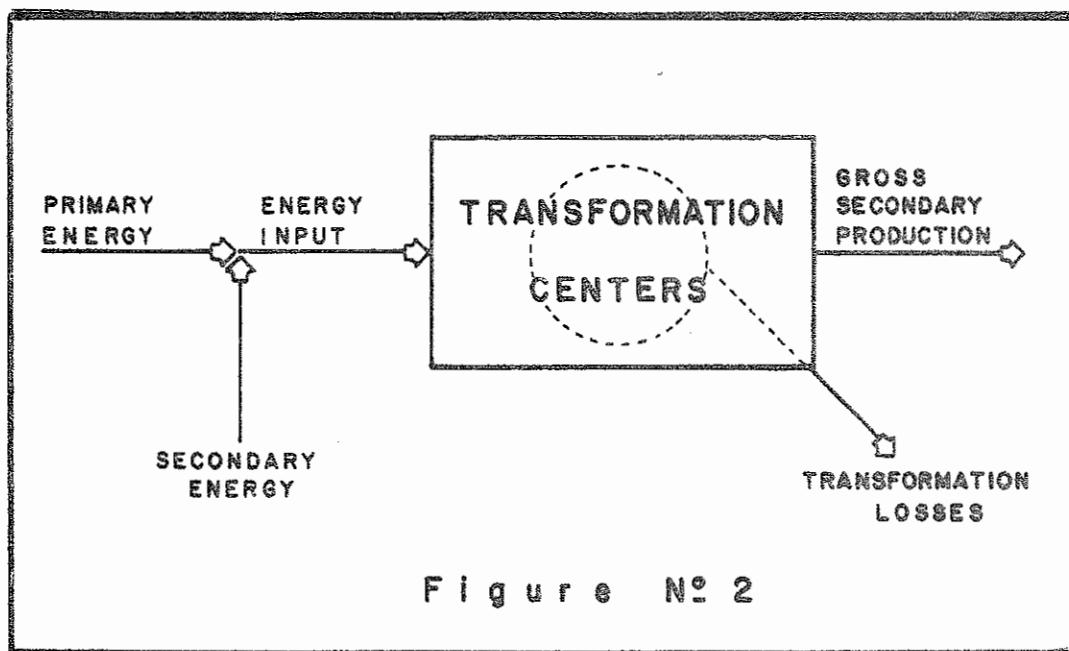 PRIMARY
ENERGY
ENERGY
INPUT
TRANSFORMATION
CENTERS
GROSS
SECONDARY
PRODUCTION
SECONDARY
ENERGY
TRANSFORMATION
LOSSES
Figure Nº 2